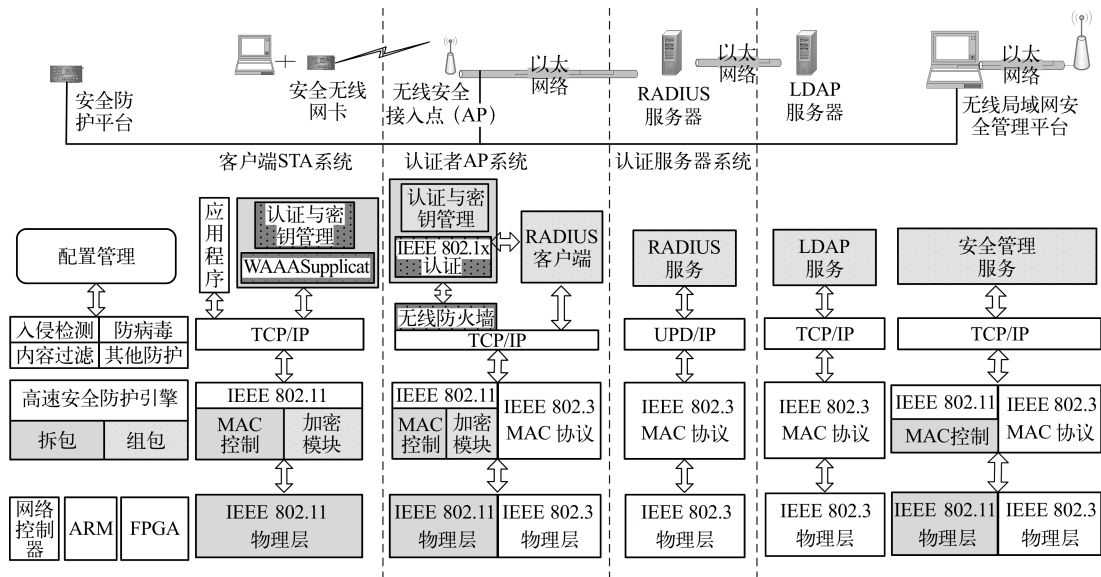 安全防
护平台
安全无线
网卡
无线安全
接入点（AP）
以太
网络
RADIUS
服务器
以太
网络
LDAP
服务器
以太
网络
无线局域网安
全管理平台
客户端STA系统
认证者AP系统
认证服务器系统
配置管理
入侵检测
防病毒
内容过滤
其他防护
高速安全防护引擎
拆包
组包
网络
控制
器
ARM
FPGA
应
用
程
序
认证与密
钥管理
WAAASupplicat
TCP/IP
IEEE 802.11
MAC
控制
加密
模块
IEEE 802.11
物理层
认证与密
钥管理
IEEE 802.1x
认证
RADIUS
客户端
无线防火墙
TCP/IP
IEEE 802.11
MAC
控制
加密
模块
IEEE 802.3
MAC 协议
IEEE 802.11
物理层
IEEE 802.3
物理层
RADIUS
服务
UPD/IP
IEEE 802.3
MAC 协议
IEEE 802.3
物理层
LDAP
服务
TCP/IP
IEEE 802.3
MAC 协议
IEEE 802.3
物理层
安全管理
服务
TCP/IP
IEEE 802.11
MAC控制
IEEE 802.3
MAC 协议
IEEE 802.11
物理层
IEEE 802.3
物理层